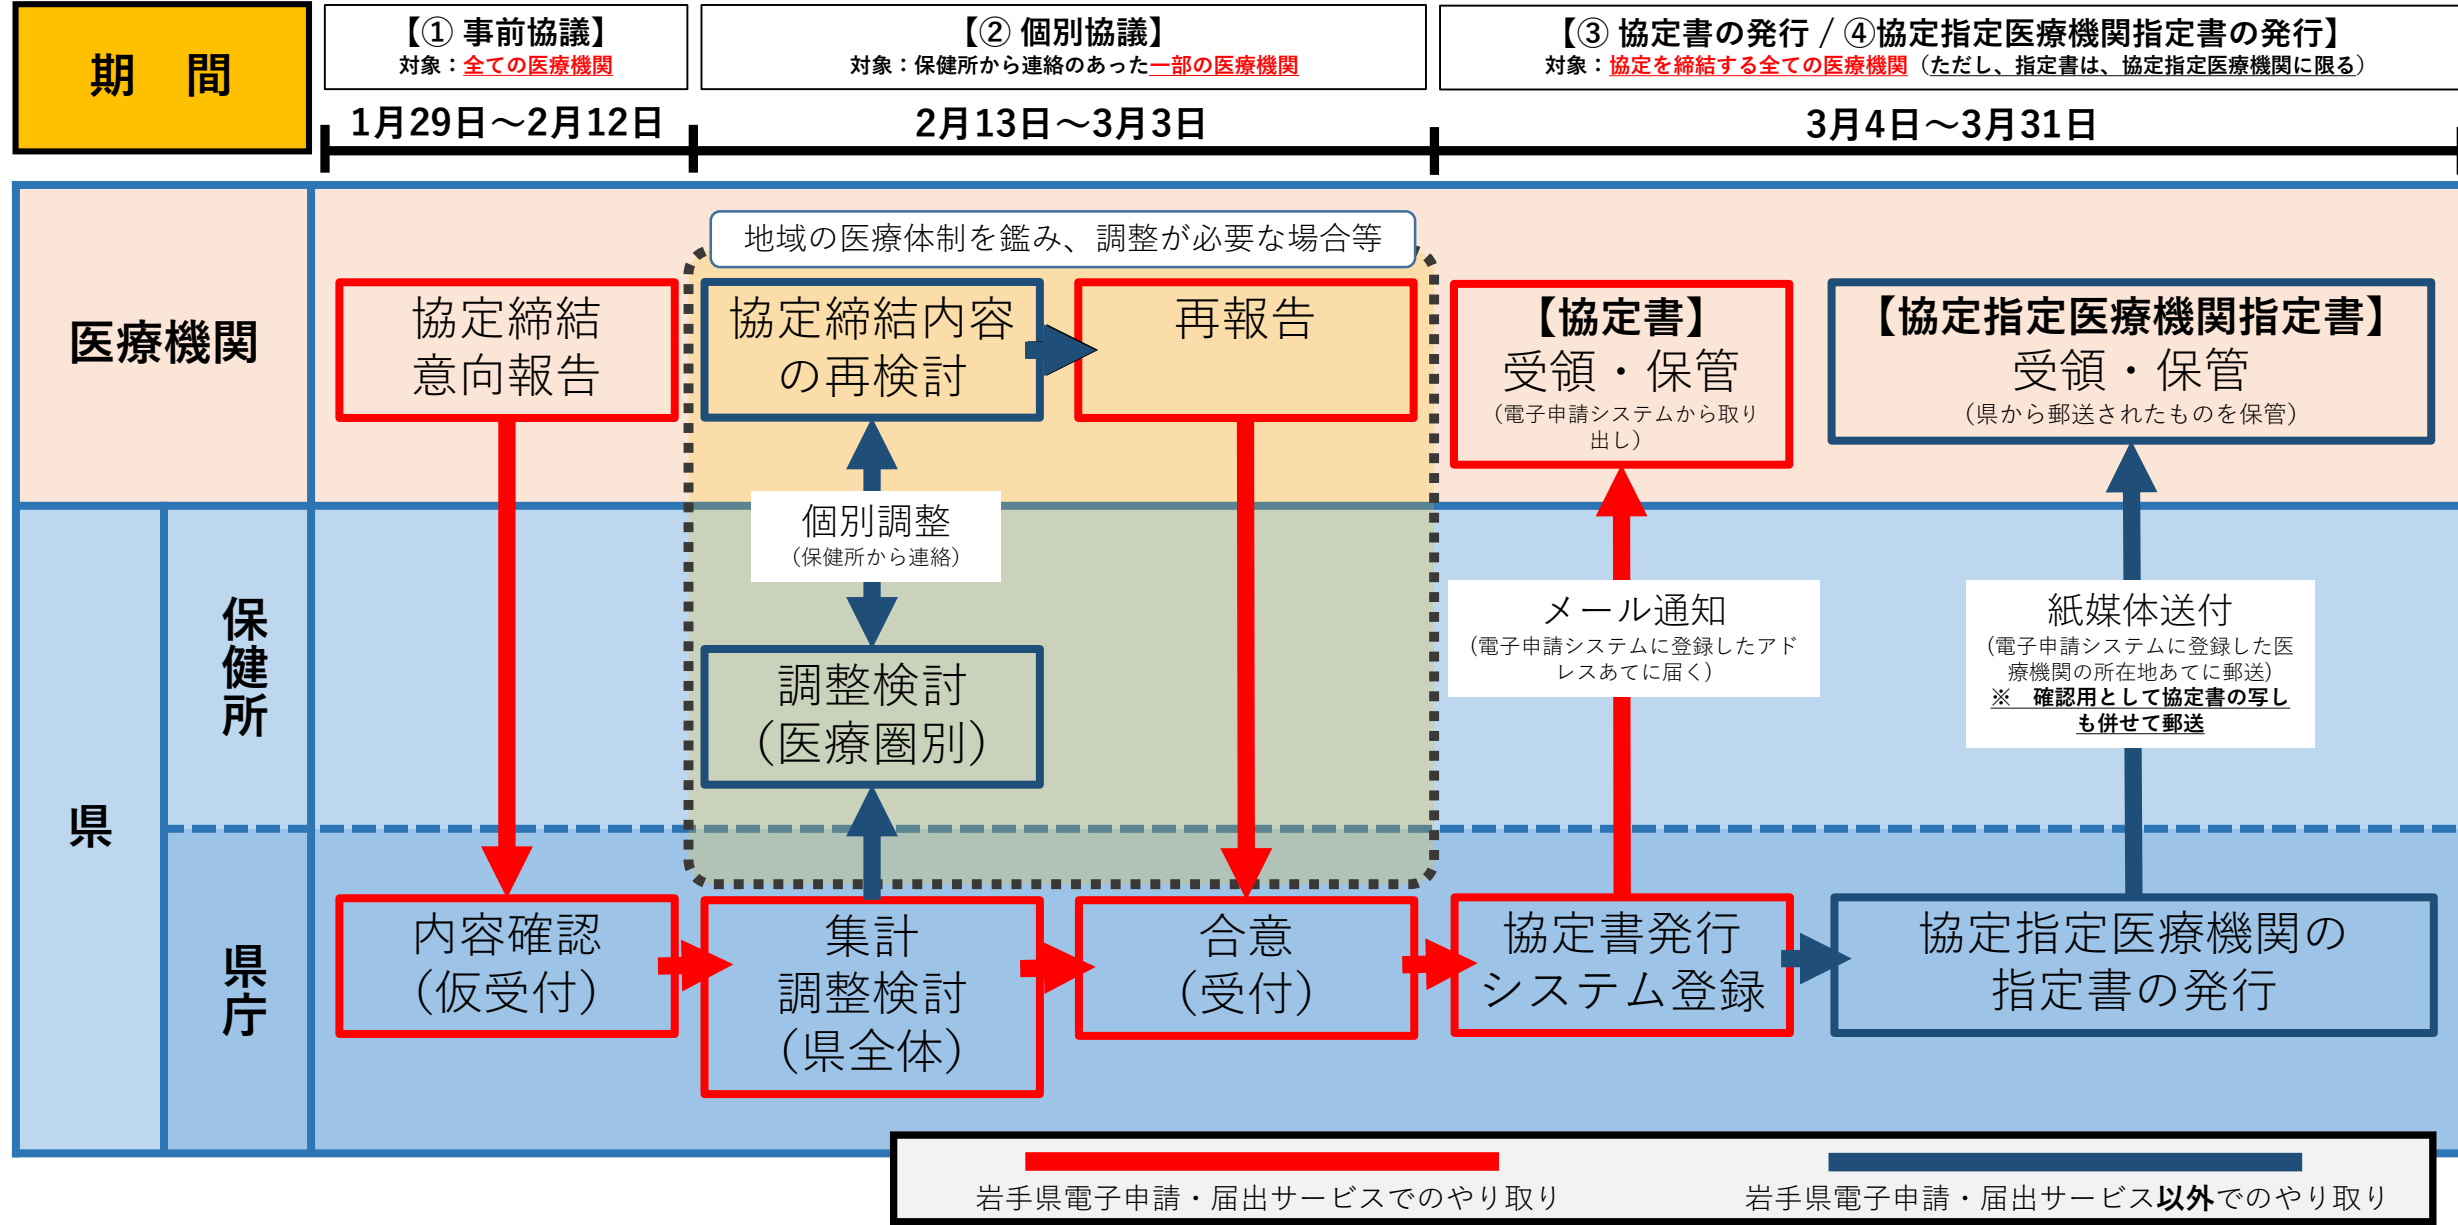 期 間
【① 事前協議】
対象：全ての医療機関
1月29日～2月12日
【② 個別協議】
対象：保健所から連絡のあった一部の医療機関
2月13日～3月3日
【③ 協定書の発行 / ④協定指定医療機関指定書の発行】
対象：協定を締結する全ての医療機関（ただし、指定書は、協定指定医療機関に限る）
3月4日～3月31日
医療機関
地域の医療体制を鑑み、調整が必要な場合等
協定締結
意向報告
協定締結内容
の再検討
再報告
【協定書】
受領・保管
（電子申請システムから取り
出し）
【協定指定医療機関指定書】
受領・保管
（県から郵送されたものを保管）
県
保健所
個別調整
（保健所から連絡）
調整検討
（医療圏別）
メール通知
（電子申請システムに登録したアド
レスあてに届く）
紙媒体送付
（電子申請システムに登録した医
療機関の所在地あてに郵送）
※ 確認用として協定書の写し
も併せて郵送
県庁
内容確認
（仮受付）
集計
調整検討
（県全体）
合意
（受付）
協定書発行
システム登録
協定指定医療機関の
指定書の発行
岩手県電子申請・届出サービスでのやり取り
岩手県電子申請・届出サービス以外でのやり取り